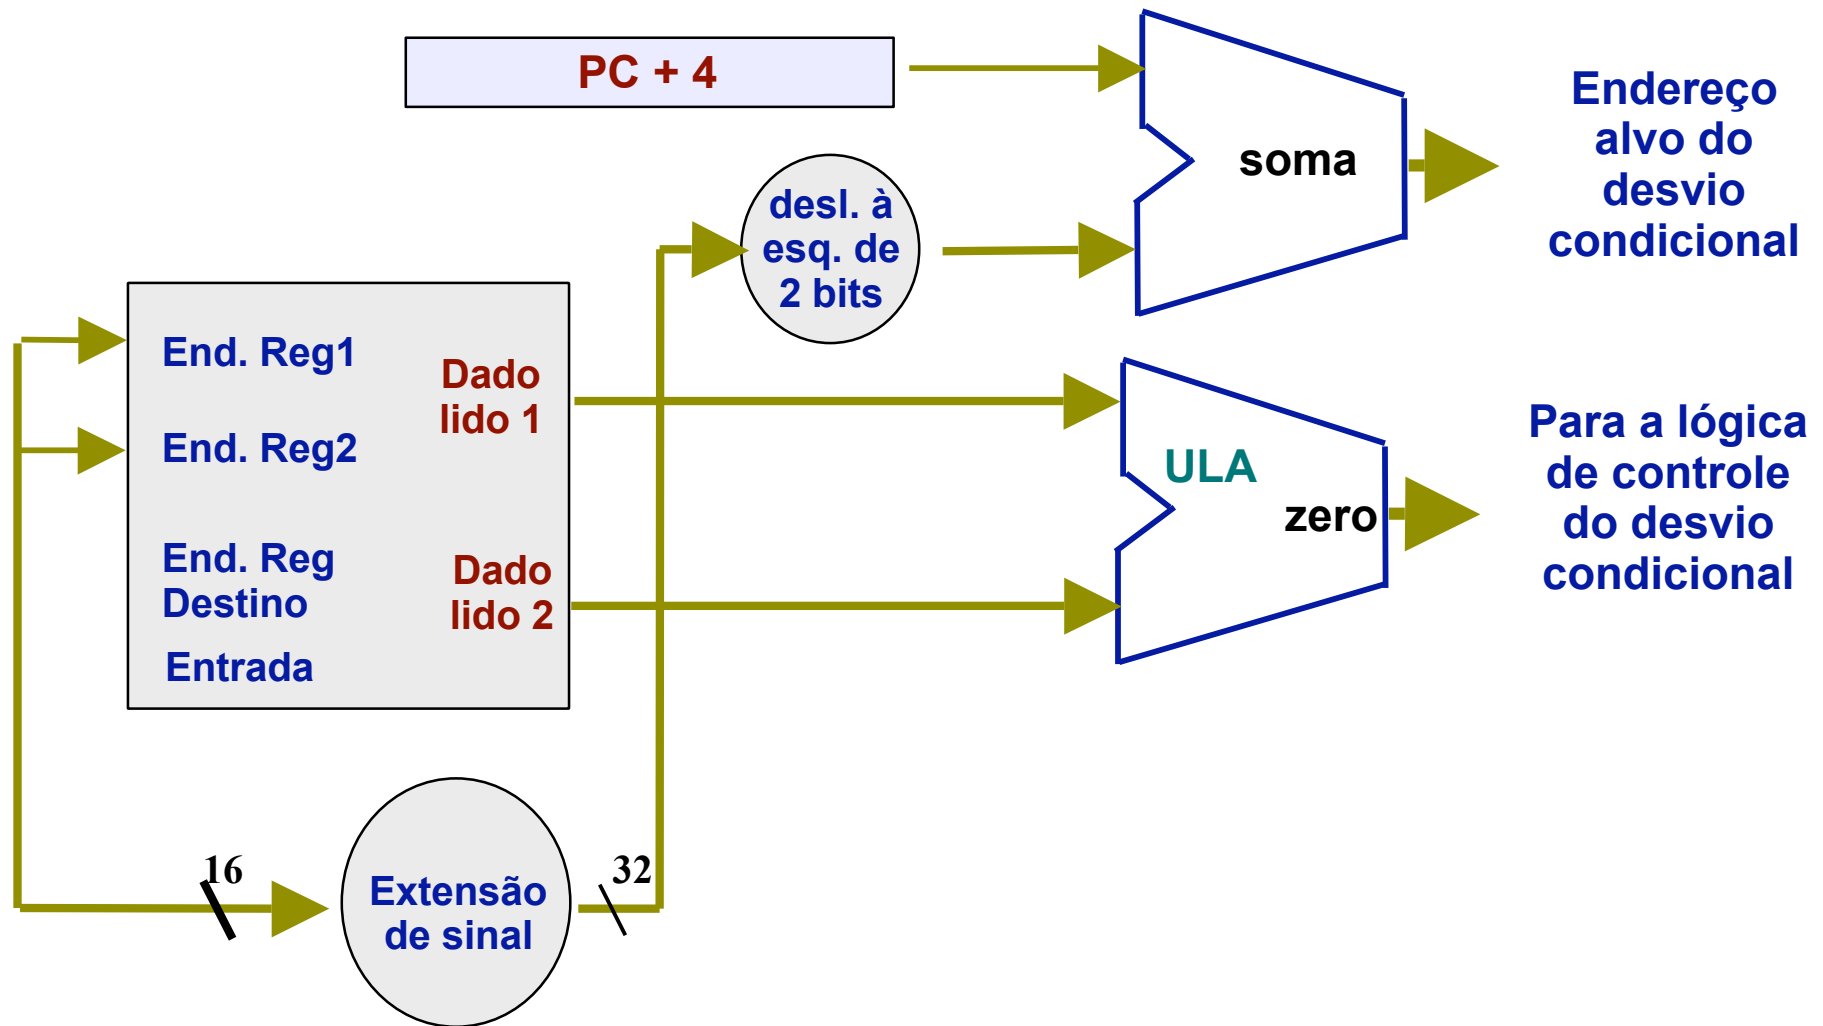 PC + 4
soma
Endereço
alvo do
desvio
condicional
desl. à
esq. de
2 bits
End. Reg1
End. Reg2
End. Reg
Destino
Entrada
Dado
lido 1
Dado
lido 2
ULA
zero
Para a lógica
de controle
do desvio
condicional
16
Extensão
de sinal
32